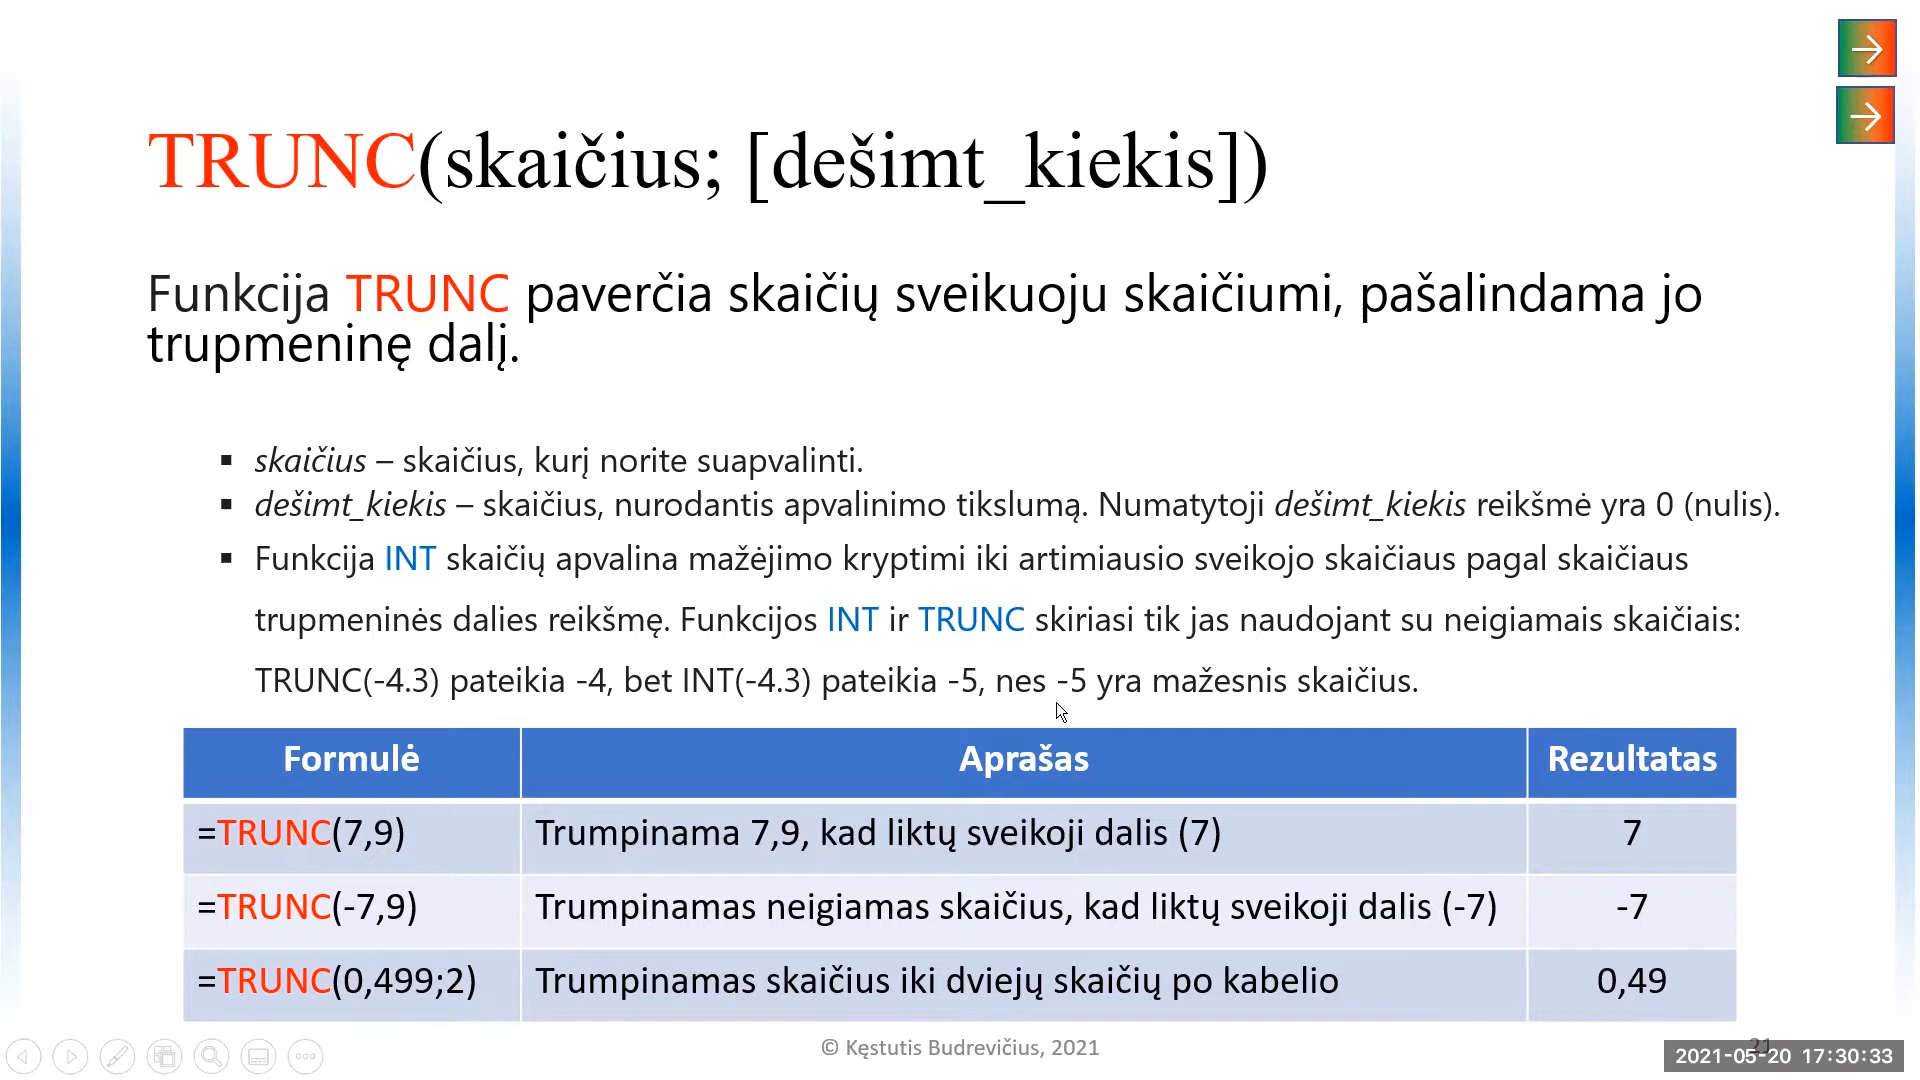 TRUNC(skaičius; [dešimt_kiekis])
Funkcija TRUNC paverčia skaičių sveikuoju skaičiumi, pašalindama jo
trupmeninę dalį.
▪ skaičius – skaičius, kurį norite suapvalinti.
▪ dešimt_kiekis – skaičius, nurodantis apvalinimo tikslumą. Numatytoji dešimt_kiekis reikšmė yra 0 (nulis).
▪ Funkcija INT skaičių apvalina mažėjimo kryptimi iki artimiausio sveikojo skaičiaus pagal skaičiaus
trupmeninės dalies reikšmę. Funkcijos INT ir TRUNC skiriasi tik jas naudojant su neigiamais skaičiais:
TRUNC(-4.3) pateikia -4, bet INT(-4.3) pateikia -5, nes -5 yra mažesnis skaičius.
Formulė Aprašas Rezultatas
=TRUNC(7,9) Trumpinama 7,9, kad liktų sveikoji dalis (7) 7
=TRUNC(-7,9) Trumpinamas neigiamas skaičius, kad liktų sveikoji dalis (-7) -7
=TRUNC(0,499;2) Trumpinamas skaičius iki dviejų skaičių po kabelio 0,49
© Kęstutis Budrevičius, 2021
21
2021-05-20 17:30:33